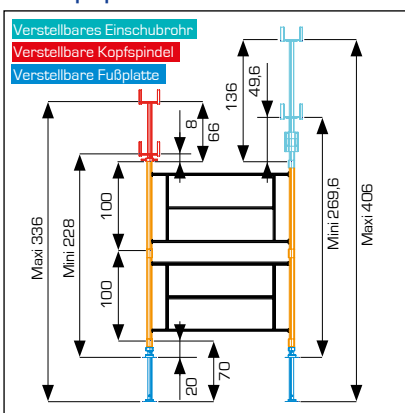 Verstellbares Einschubrohr
Verstellbare Kopfspindel
Verstellbare Fußplatte
136
49,6
8
66
100
100
Maxi 336
Mini 228
Mini 269,6
Maxi 406
20
70